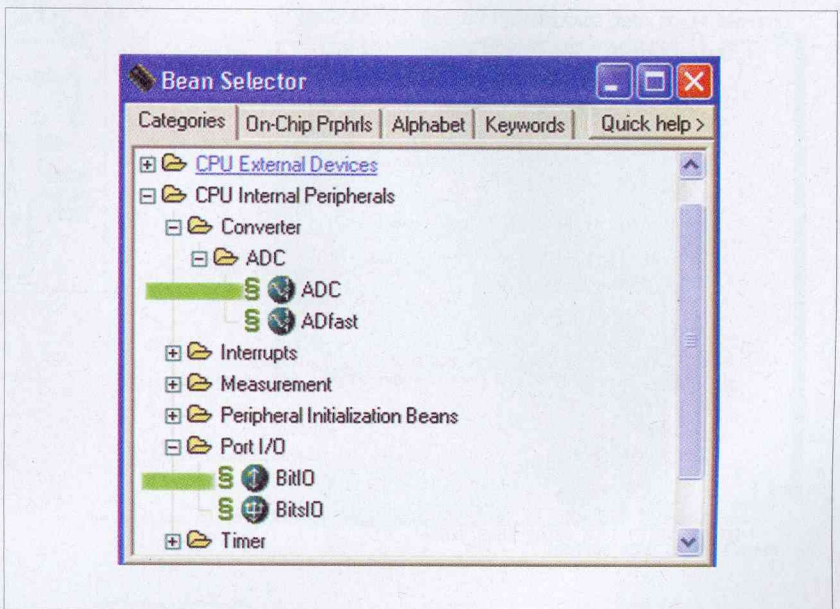 Bean Selector
Categories On-Chip Prphrls Alphabet Keywords Quick help >
CPU External Devices
CPU Internal Peripherals
Converter
ADC
ADC
ADfast
Interrupts
Measurement
Peripheral Initialization Beans
Port I/O
BitIO
BitsIO
Timer